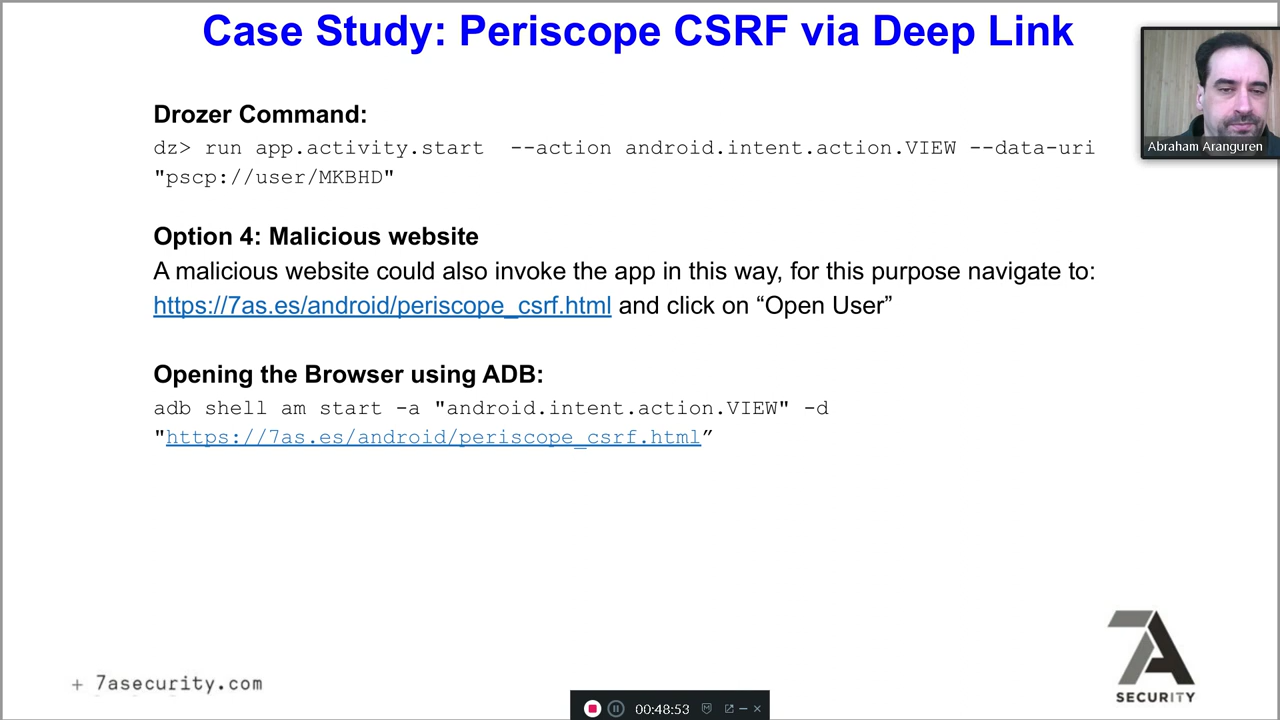 Case Study: Periscope CSRF via Deep Link
Drozer Command:
dz> run app.activity.start  --action android.intent.action.VIEW --data-uri
"pscp://user/MKBHD"
Option 4: Malicious website
A malicious website could also invoke the app in this way, for this purpose navigate to:
https://7as.es/android/periscope_csrf.html and click on “Open User”
Opening the Browser using ADB:
adb shell am start -a "android.intent.action.VIEW" -d
"https://7as.es/android/periscope_csrf.html”
Abraham Aranguren
+ 7asecurity.com
7A
SECURITY
00:48:53